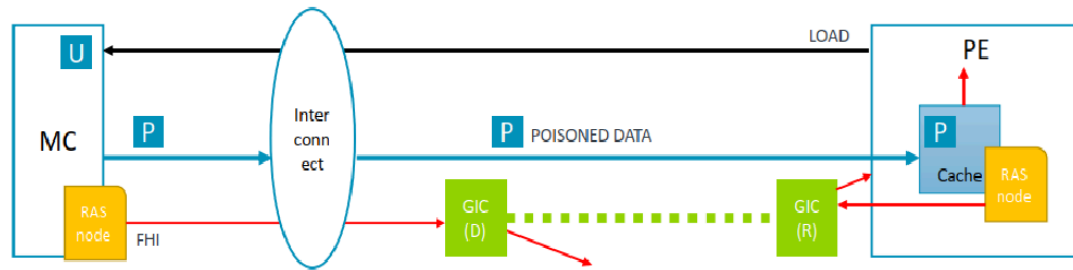 LOAD
U
PE
MC
Inter
conn
ect
P
P POISONED DATA
P
Cache
RAS
node
FHI
GIC
(D)
GIC
(R)
RAS
node